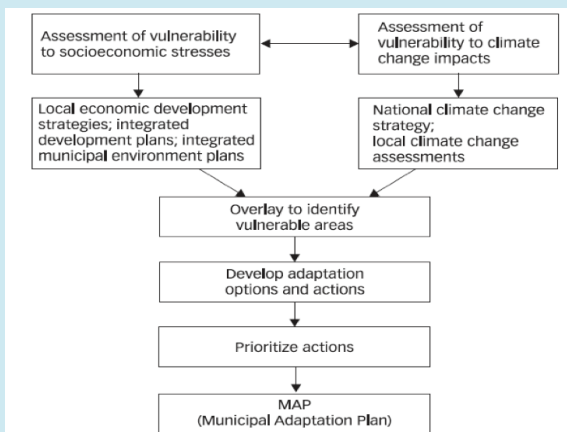 Assessment of vulnerability
to socioeconomic stresses
Assessment of
vulnerability to climate
change impacts
Local economic development
strategies; integrated
development plans; integrated
municipal environment plans
National climate change
strategy;
local climate change
assessments
Overlay to identify
vulnerable areas
Develop adaptation
options and actions
Prioritize actions
MAP
(Municipal Adaptation Plan)